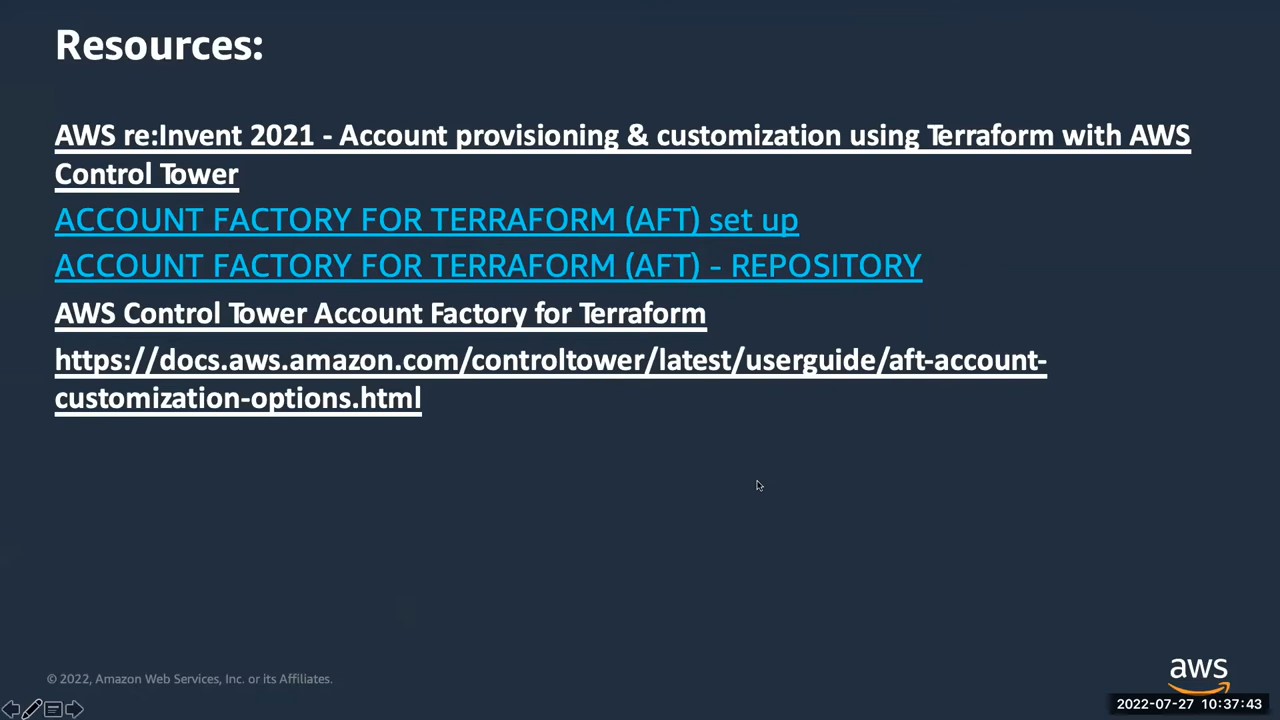 Resources:
AWS re:Invent 2021 - Account provisioning & customization using Terraform with AWS
Control Tower
ACCOUNT FACTORY FOR TERRAFORM (AFT) set up
ACCOUNT FACTORY FOR TERRAFORM (AFT) - REPOSITORY
AWS Control Tower Account Factory for Terraform
https://docs.aws.amazon.com/controltower/latest/userguide/aft-account-
customization-options.html
© 2022, Amazon Web Services, Inc. or its Affiliates.
aws
2022-07-27 10:37:43